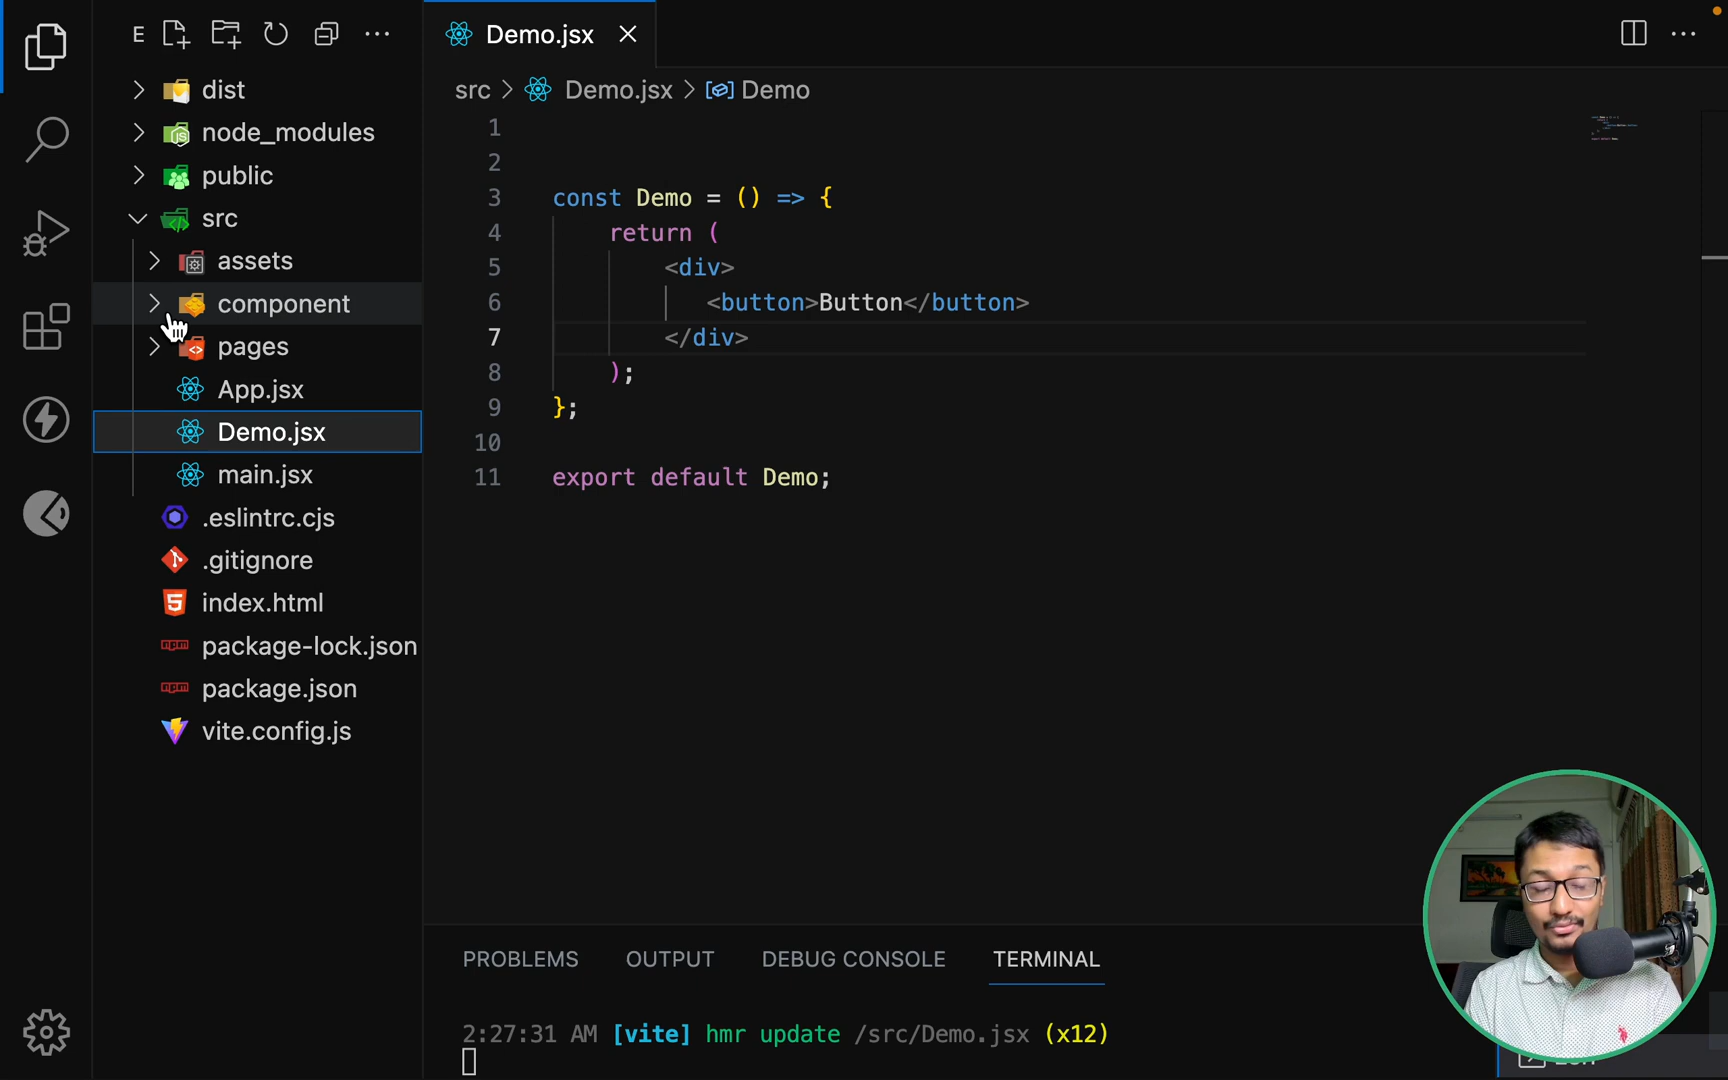 E
dist
node_modules
public
src
assets
component
pages
App.jsx
Demo.jsx
main.jsx
.eslintrc.cjs
.gitignore
index.html
package-lock.json
package.json
vite.config.js
Demo.jsx
src > Demo.jsx > Demo
1
2
3 const Demo = () => {
4 return (
5 <div>
6 <button>Button</button>
7 </div>
8 );
9 };
10
11 export default Demo;
PROBLEMS OUTPUT DEBUG CONSOLE TERMINAL
2:27:31 AM [vite] hmr update /src/Demo.jsx (x12)